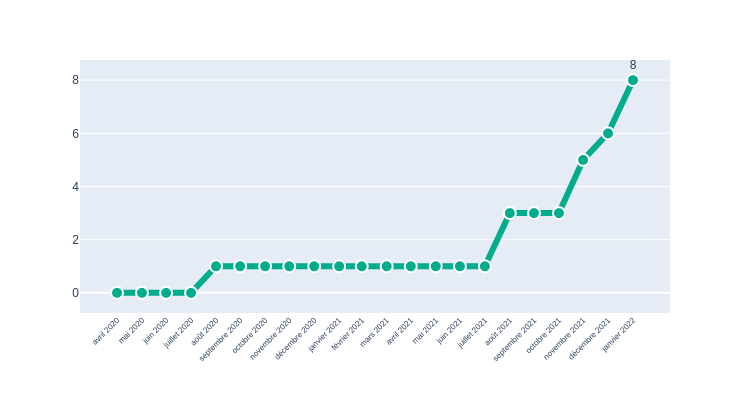 8
8
6
4
2
0
avril 2020
mai 2020
juin 2020
juillet 2020
août 2020
septembre 2020
octobre 2020
novembre 2020
décembre 2020
janvier 2021
février 2021
mars 2021
avril 2021
mai 2021
juin 2021
juillet 2021
août 2021
septembre 2021
octobre 2021
novembre 2021
décembre 2021
janvier 2022